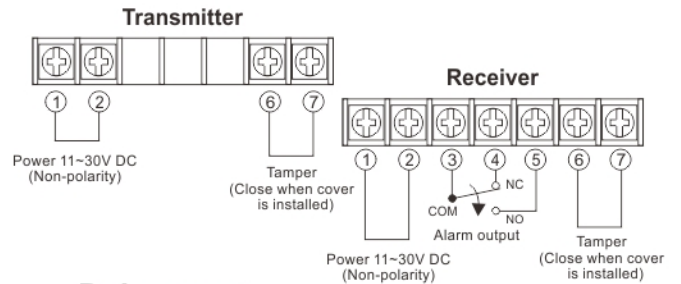 Transmitter
1 2 6 7
Power 11~30V DC
(Non-polarity)
Tamper
(Close when cover
is installed)
Receiver
1 2 3 4 5 6 7
NC
COM
NO
Alarm output
Power 11~30V DC
(Non-polarity)
Tamper
(Close when cover
is installed)